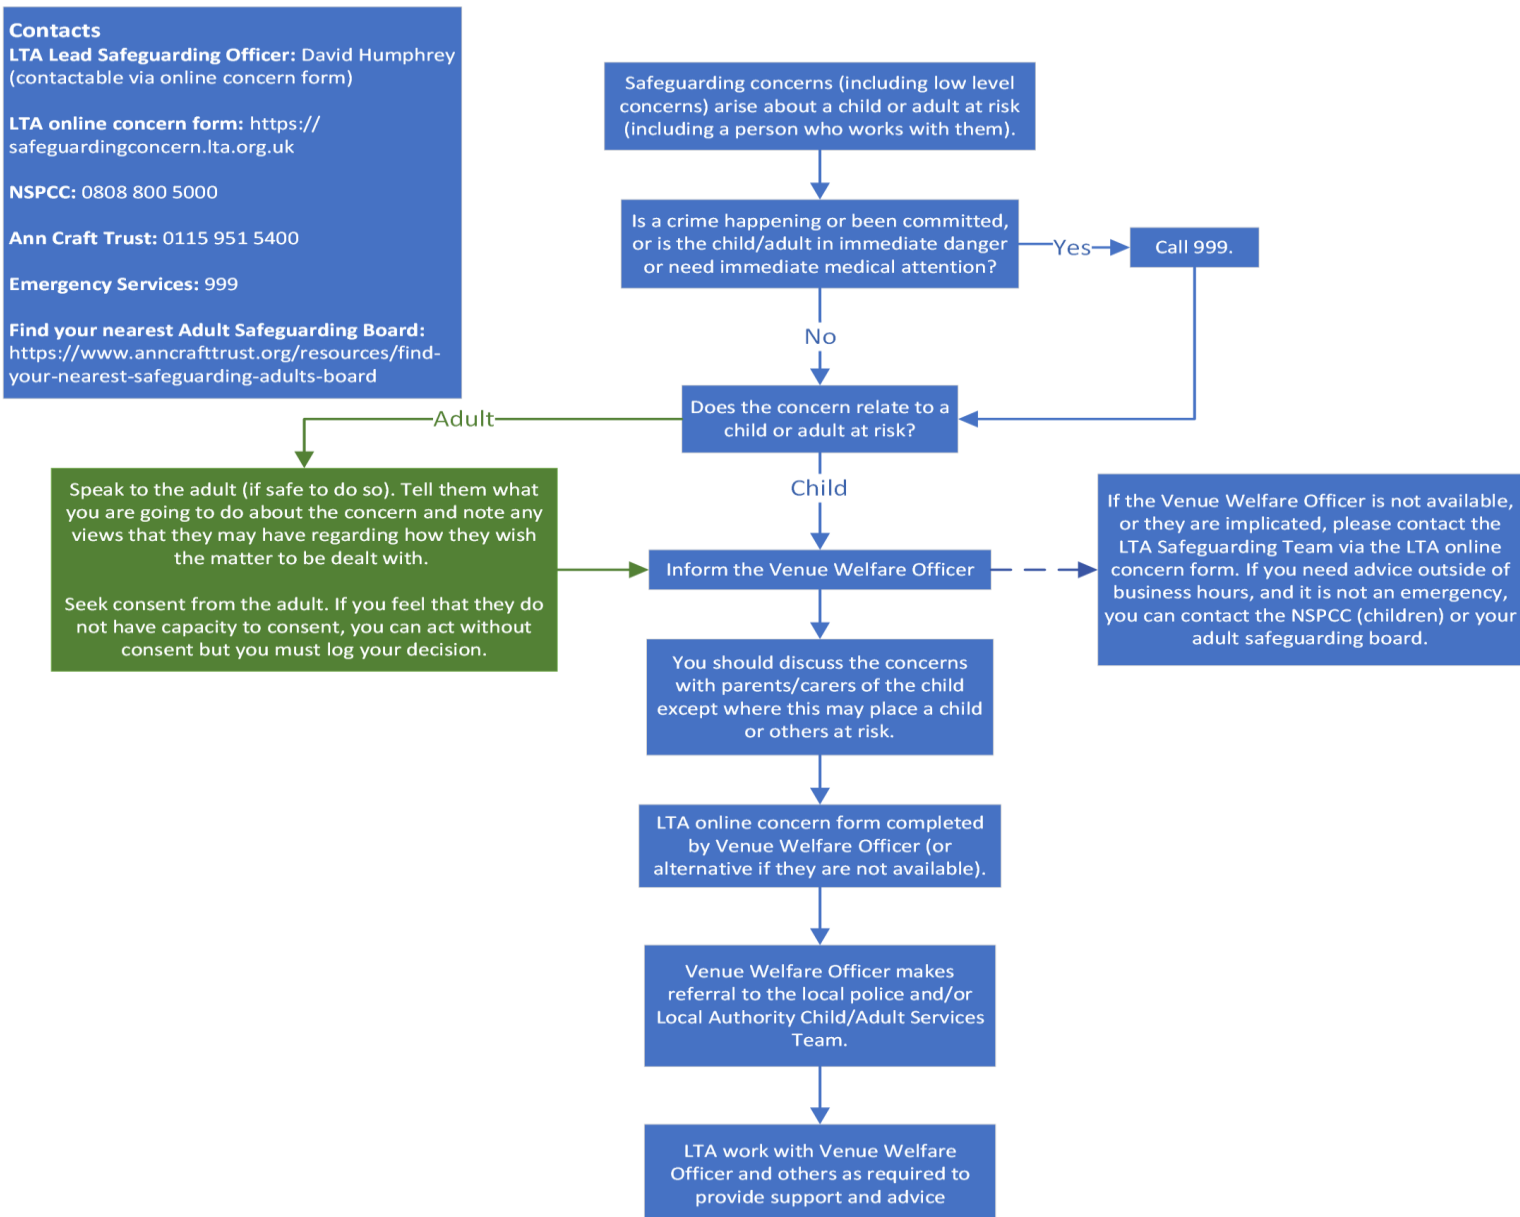 Contacts
LTA Lead Safeguarding Officer: David Humphrey
(contactable via online concern form)
LTA online concern form: https://
safeguardingconcern.lta.org.uk
NSPCC: 0808 800 5000
Ann Craft Trust: 0115 951 5400
Emergency Services: 999
Find your nearest Adult Safeguarding Board:
https://www.anncrafttrust.org/resources/find-
your-nearest-safeguarding-adults-board
Safeguarding concerns (including low level
concerns) arise about a child or adult at risk
(including a person who works with them).
Is a crime happening or been committed,
or is the child/adult in immediate danger
or need immediate medical attention?
Yes
Call 999.
No
Does the concern relate to a
child or adult at risk?
Adult
Speak to the adult (if safe to do so). Tell them what
you are going to do about the concern and note any
views that they may have regarding how they wish
the matter to be dealt with.
Seek consent from the adult. If you feel that they do
not have capacity to consent, you can act without
consent but you must log your decision.
Child
Inform the Venue Welfare Officer
If the Venue Welfare Officer is not available,
or they are implicated, please contact the
LTA Safeguarding Team via the LTA online
concern form. If you need advice outside of
business hours, and it is not an emergency,
you can contact the NSPCC (children) or your
adult safeguarding board.
You should discuss the concerns
with parents/carers of the child
except where this may place a child
or others at risk.
LTA online concern form completed
by Venue Welfare Officer (or
alternative if they are not available).
Venue Welfare Officer makes
referral to the local police and/or
Local Authority Child/Adult Services
Team.
LTA work with Venue Welfare
Officer and others as required to
provide support and advice